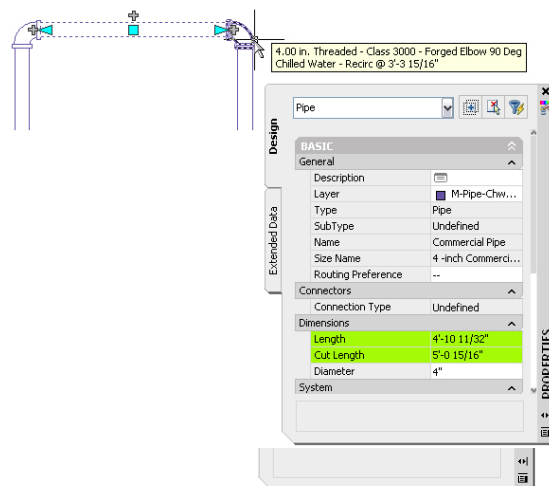 4.00 in. Threaded - Class 3000 - Forged Elbow 90 Deg
Chilled Water - Recirc @ 3'-3 15/16"
Pipe
Design
Extended Data
BASIC
General
Description
Layer M-Pipe-Chw...
Type Pipe
SubType Undefined
Name Commercial Pipe
Size Name 4 -inch Commerci...
Routing Preference --
Connectors
Connection Type Undefined
Dimensions
Length 4'-10 11/32"
Cut Length 5'-0 15/16"
Diameter 4"
System
PROPERTIES